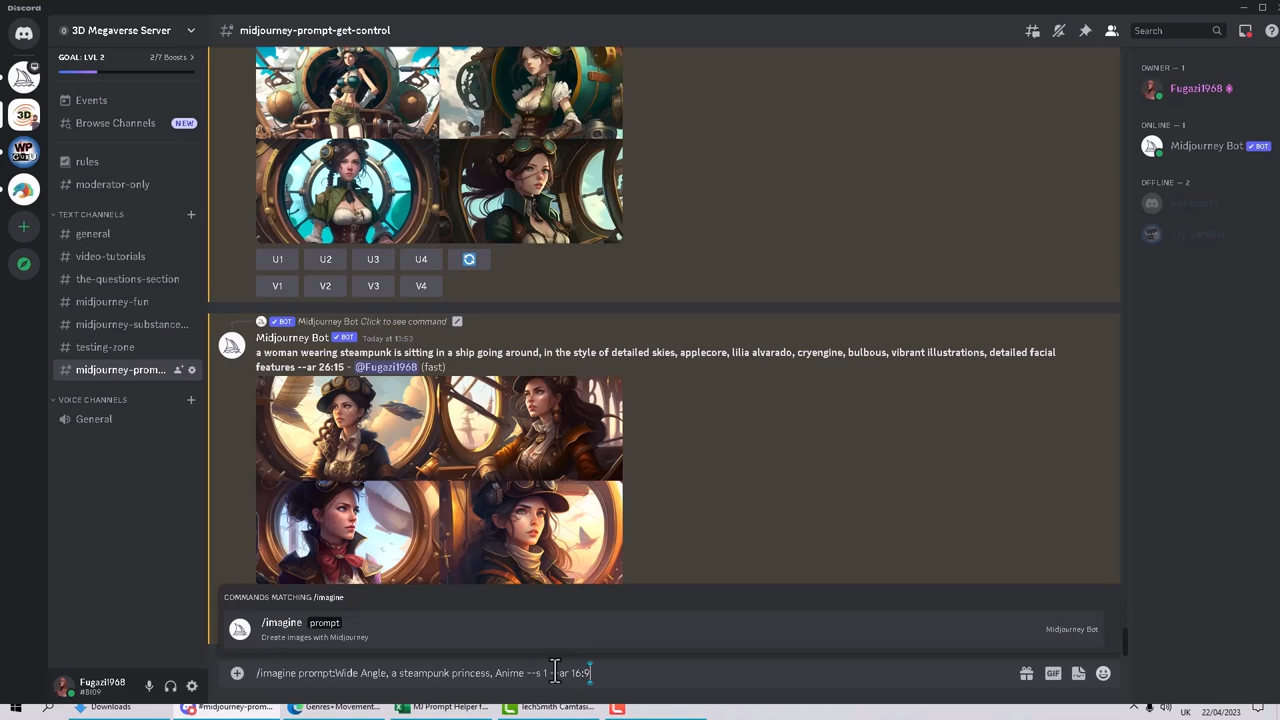 Discord
3D Megaverse Server
midjourney-prompt-get-control
Search
GOAL: LVL 2
2/7 Boosts
Events
Browse Channels
NEW
rules
moderator-only
TEXT CHANNELS
general
video-tutorials
the-questions-section
midjourney-fun
midjourney-substance...
testing-zone
midjourney-prom...
VOICE CHANNELS
General
U1 U2 U3 U4
V1 V2 V3 V4
BOT Midjourney Bot Click to see command
Midjourney Bot BOT Today at 13:53
a woman wearing steampunk is sitting in a ship going around, in the style of detailed skies, applecore, lilia alvarado, cryengine, bulbous, vibrant illustrations, detailed facial
features --ar 26:15 - @Fugazi1968 (fast)
COMMANDS MATCHING /imagine
/imagine prompt
Create images with Midjourney
Midjourney Bot
/imagine prompt:Wide Angle, a steampunk princess, Anime --s 1 --ar 16:9
GIF
OWNER — 1
Fugazi1968
ONLINE — 1
Midjourney Bot BOT
OFFLINE — 2
3D
WP
GURU
Fugazi1968
#8109
Downloads
#midjourney-prom...
Genres+Movement...
MJ Prompt Helper f...
TechSmith Camtasi...
UK
22/04/2023